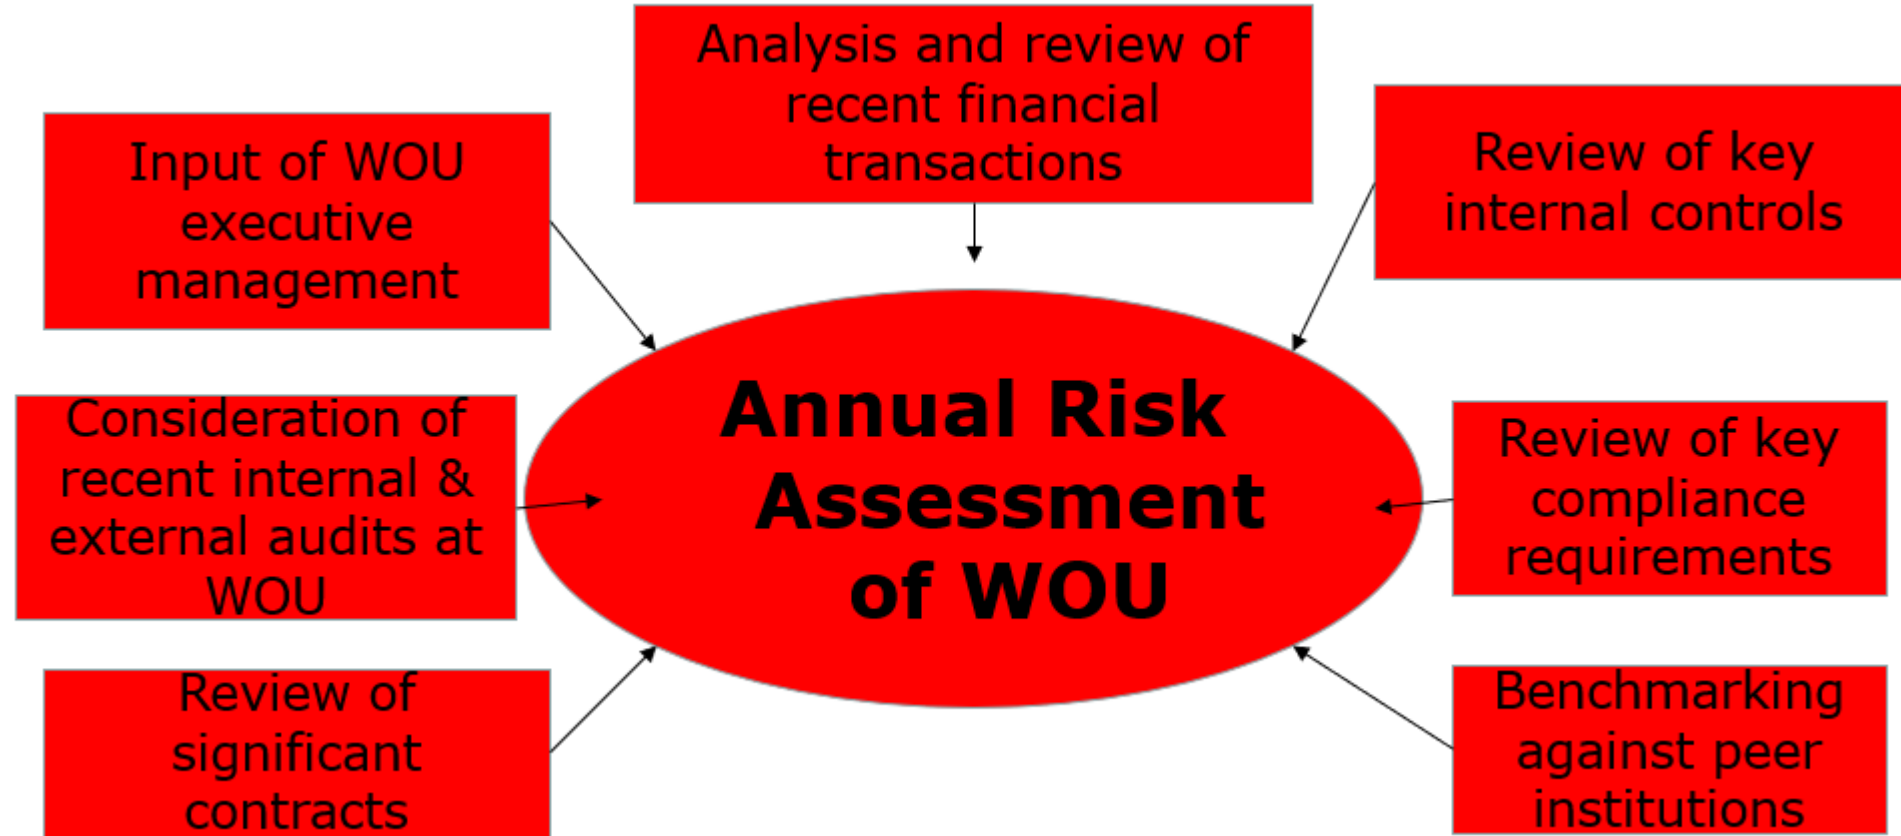 Analysis and review of
recent financial
transactions
Input of WOU
executive
management
Review of key
internal controls
Consideration of
recent internal &
external audits at
WOU
Annual Risk
Assessment
of WOU
Review of key
compliance
requirements
Review of
significant
contracts
Benchmarking
against peer
institutions